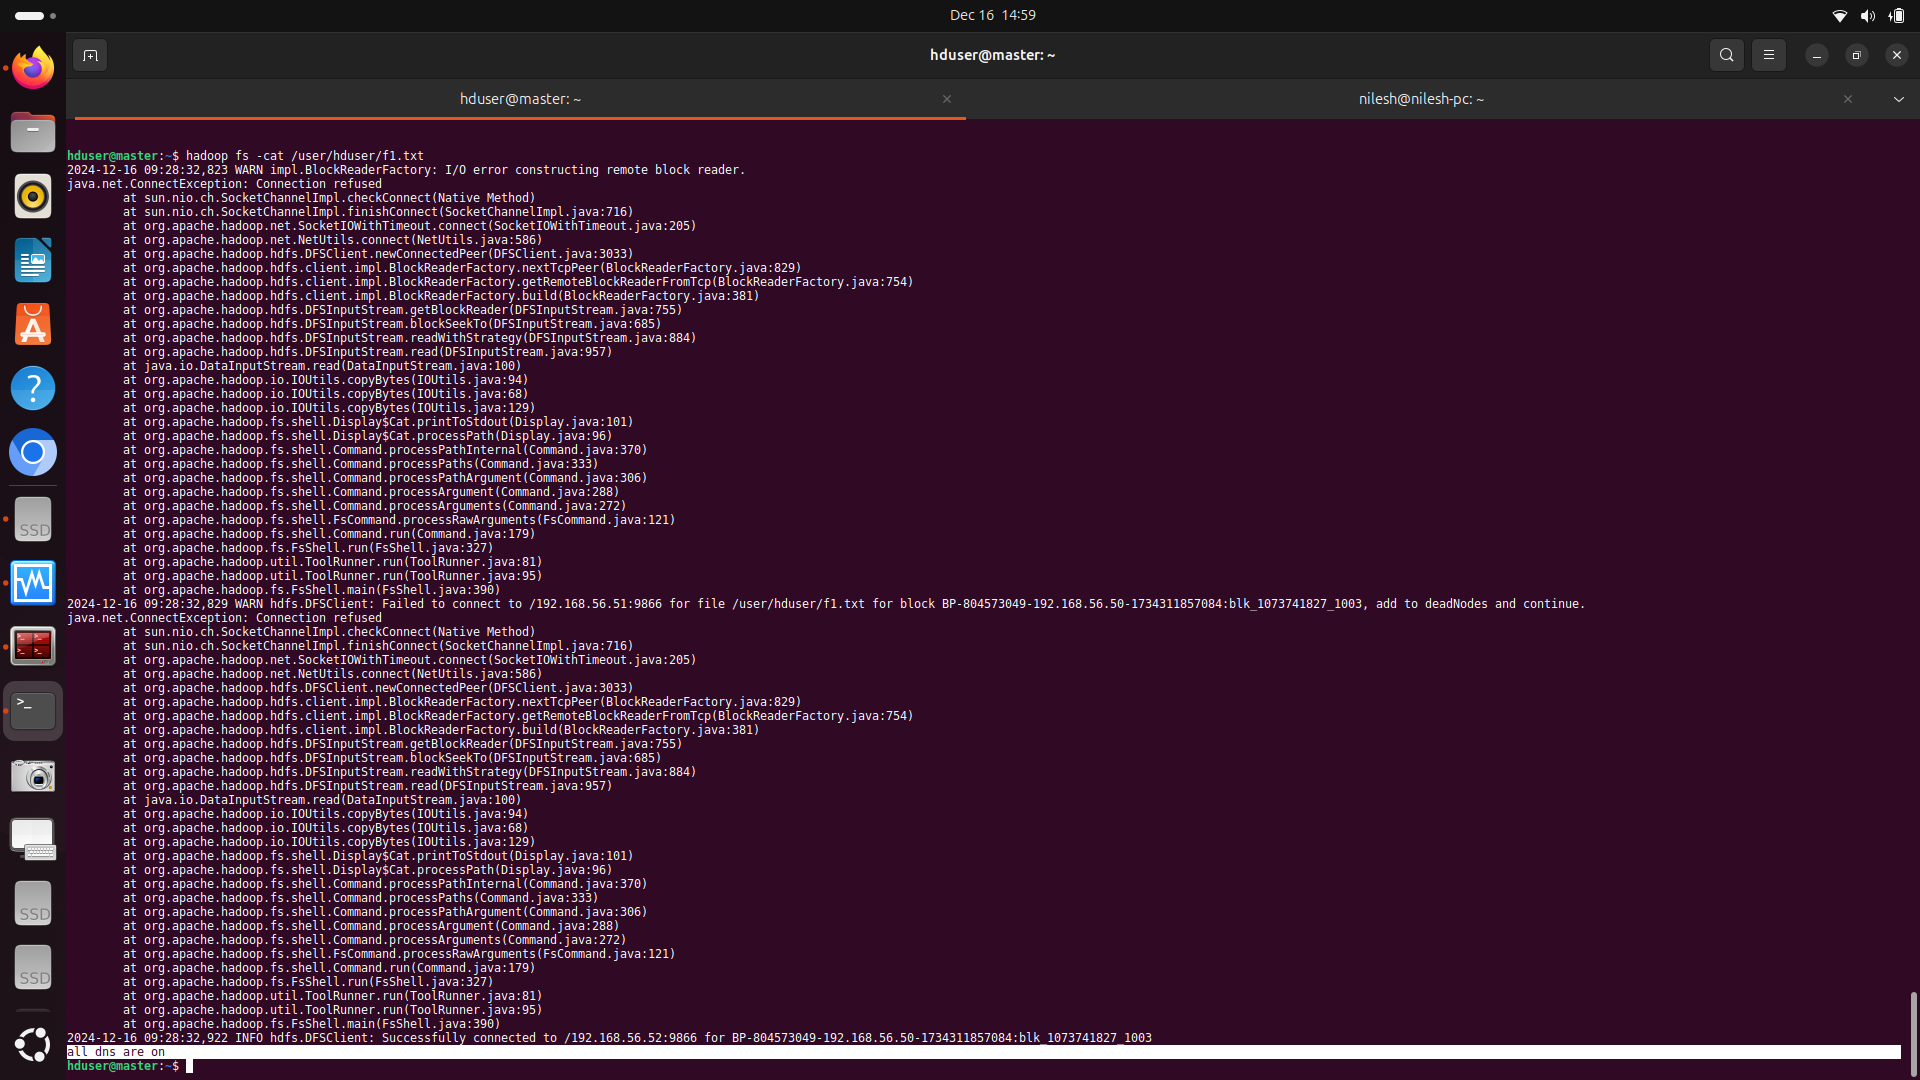 Dec 16 14:59
hduser@master: ~
hduser@master: ~
nilesh@nilesh-pc: ~
hduser@master:~$ hadoop fs -cat /user/hduser/f1.txt
2024-12-16 09:28:32,823 WARN impl.BlockReaderFactory: I/O error constructing remote block reader.
java.net.ConnectException: Connection refused
        at sun.nio.ch.SocketChannelImpl.checkConnect(Native Method)
        at sun.nio.ch.SocketChannelImpl.finishConnect(SocketChannelImpl.java:716)
        at org.apache.hadoop.net.SocketIOWithTimeout.connect(SocketIOWithTimeout.java:205)
        at org.apache.hadoop.net.NetUtils.connect(NetUtils.java:586)
        at org.apache.hadoop.hdfs.DFSClient.newConnectedPeer(DFSClient.java:3033)
        at org.apache.hadoop.hdfs.client.impl.BlockReaderFactory.nextTcpPeer(BlockReaderFactory.java:829)
        at org.apache.hadoop.hdfs.client.impl.BlockReaderFactory.getRemoteBlockReaderFromTcp(BlockReaderFactory.java:754)
        at org.apache.hadoop.hdfs.client.impl.BlockReaderFactory.build(BlockReaderFactory.java:381)
        at org.apache.hadoop.hdfs.DFSInputStream.getBlockReader(DFSInputStream.java:755)
        at org.apache.hadoop.hdfs.DFSInputStream.blockSeekTo(DFSInputStream.java:685)
        at org.apache.hadoop.hdfs.DFSInputStream.readWithStrategy(DFSInputStream.java:884)
        at org.apache.hadoop.hdfs.DFSInputStream.read(DFSInputStream.java:957)
        at java.io.DataInputStream.read(DataInputStream.java:100)
        at org.apache.hadoop.io.IOUtils.copyBytes(IOUtils.java:94)
        at org.apache.hadoop.io.IOUtils.copyBytes(IOUtils.java:68)
        at org.apache.hadoop.io.IOUtils.copyBytes(IOUtils.java:129)
        at org.apache.hadoop.fs.shell.Display$Cat.printToStdout(Display.java:101)
        at org.apache.hadoop.fs.shell.Display$Cat.processPath(Display.java:96)
        at org.apache.hadoop.fs.shell.Command.processPathInternal(Command.java:370)
        at org.apache.hadoop.fs.shell.Command.processPaths(Command.java:333)
        at org.apache.hadoop.fs.shell.Command.processPathArgument(Command.java:306)
        at org.apache.hadoop.fs.shell.Command.processArgument(Command.java:288)
        at org.apache.hadoop.fs.shell.Command.processArguments(Command.java:272)
        at org.apache.hadoop.fs.shell.FsCommand.processRawArguments(FsCommand.java:121)
        at org.apache.hadoop.fs.shell.Command.run(Command.java:179)
        at org.apache.hadoop.fs.FsShell.run(FsShell.java:327)
        at org.apache.hadoop.util.ToolRunner.run(ToolRunner.java:81)
        at org.apache.hadoop.util.ToolRunner.run(ToolRunner.java:95)
        at org.apache.hadoop.fs.FsShell.main(FsShell.java:390)
2024-12-16 09:28:32,829 WARN hdfs.DFSClient: Failed to connect to /192.168.56.51:9866 for file /user/hduser/f1.txt for block BP-804573049-192.168.56.50-1734311857084:blk_1073741827_1003, add to deadNodes and continue.
java.net.ConnectException: Connection refused
        at sun.nio.ch.SocketChannelImpl.checkConnect(Native Method)
        at sun.nio.ch.SocketChannelImpl.finishConnect(SocketChannelImpl.java:716)
        at org.apache.hadoop.net.SocketIOWithTimeout.connect(SocketIOWithTimeout.java:205)
        at org.apache.hadoop.net.NetUtils.connect(NetUtils.java:586)
        at org.apache.hadoop.hdfs.DFSClient.newConnectedPeer(DFSClient.java:3033)
        at org.apache.hadoop.hdfs.client.impl.BlockReaderFactory.nextTcpPeer(BlockReaderFactory.java:829)
        at org.apache.hadoop.hdfs.client.impl.BlockReaderFactory.getRemoteBlockReaderFromTcp(BlockReaderFactory.java:754)
        at org.apache.hadoop.hdfs.client.impl.BlockReaderFactory.build(BlockReaderFactory.java:381)
        at org.apache.hadoop.hdfs.DFSInputStream.getBlockReader(DFSInputStream.java:755)
        at org.apache.hadoop.hdfs.DFSInputStream.blockSeekTo(DFSInputStream.java:685)
        at org.apache.hadoop.hdfs.DFSInputStream.readWithStrategy(DFSInputStream.java:884)
        at org.apache.hadoop.hdfs.DFSInputStream.read(DFSInputStream.java:957)
        at java.io.DataInputStream.read(DataInputStream.java:100)
        at org.apache.hadoop.io.IOUtils.copyBytes(IOUtils.java:94)
        at org.apache.hadoop.io.IOUtils.copyBytes(IOUtils.java:68)
        at org.apache.hadoop.io.IOUtils.copyBytes(IOUtils.java:129)
        at org.apache.hadoop.fs.shell.Display$Cat.printToStdout(Display.java:101)
        at org.apache.hadoop.fs.shell.Display$Cat.processPath(Display.java:96)
        at org.apache.hadoop.fs.shell.Command.processPathInternal(Command.java:370)
        at org.apache.hadoop.fs.shell.Command.processPaths(Command.java:333)
        at org.apache.hadoop.fs.shell.Command.processPathArgument(Command.java:306)
        at org.apache.hadoop.fs.shell.Command.processArgument(Command.java:288)
        at org.apache.hadoop.fs.shell.Command.processArguments(Command.java:272)
        at org.apache.hadoop.fs.shell.FsCommand.processRawArguments(FsCommand.java:121)
        at org.apache.hadoop.fs.shell.Command.run(Command.java:179)
        at org.apache.hadoop.fs.FsShell.run(FsShell.java:327)
        at org.apache.hadoop.util.ToolRunner.run(ToolRunner.java:81)
        at org.apache.hadoop.util.ToolRunner.run(ToolRunner.java:95)
        at org.apache.hadoop.fs.FsShell.main(FsShell.java:390)
2024-12-16 09:28:32,922 INFO hdfs.DFSClient: Successfully connected to /192.168.56.52:9866 for BP-804573049-192.168.56.50-1734311857084:blk_1073741827_1003
all dns are on
hduser@master:~$
SSD
SSD
SSD